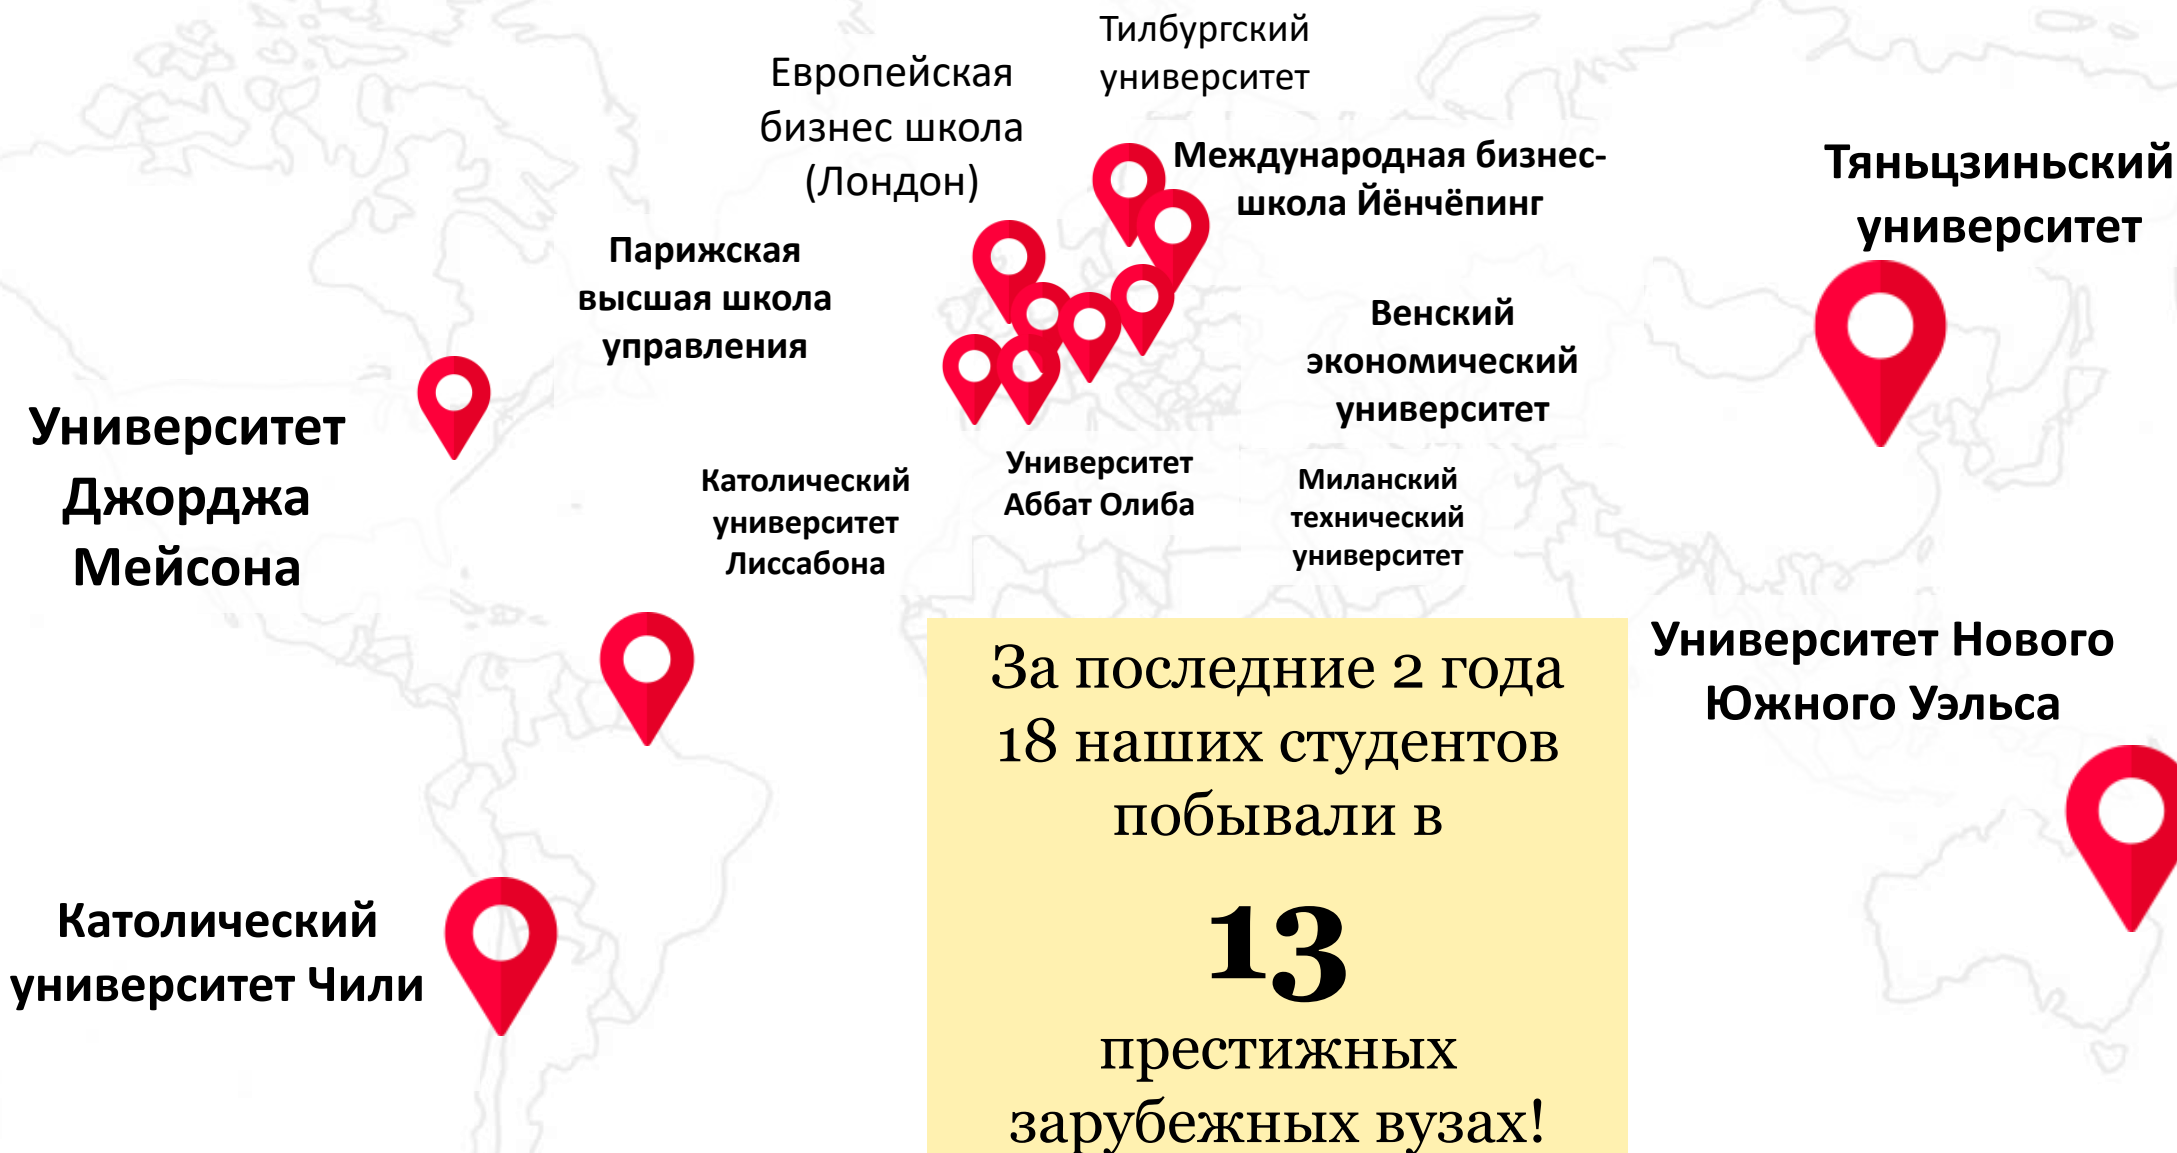 Тилбургский
университет
Европейская
бизнес школа
(Лондон)
Международная бизнес-
школа Йёнчёпинг
Тяньцзиньский
университет
Парижская
высшая школа
управления
Венский
экономический
университет
Университет
Джорджа
Мейсона
Католический
университет
Лиссабона
Университет
Аббат Олиба
Миланский
технический
университет
Университет Нового
Южного Уэльса
За последние 2 года
18 наших студентов
побывали в
13
престижных
зарубежных вузах!
Католический
университет Чили